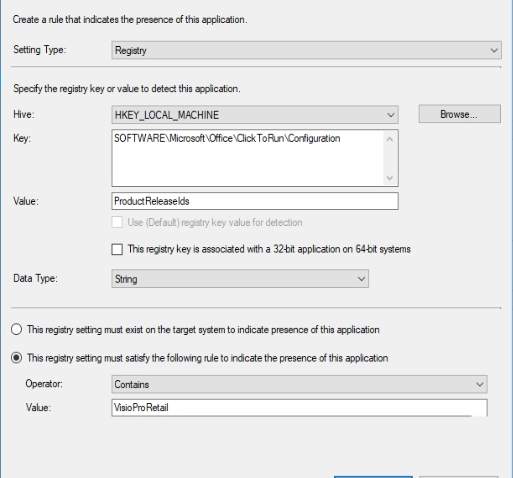 Create a rule that indicates the presence of this application.
Setting Type: Registry
Specify the registry key or value to detect this application.
Hive: HKEY_LOCAL_MACHINE Browse...
Key: SOFTWARE\Microsoft\Office\ClickToRun\Configuration
Value: ProductReleaseIds
Use (Default) registry key value for detection
This registry key is associated with a 32-bit application on 64-bit systems
Data Type: String
This registry setting must exist on the target system to indicate presence of this application
This registry setting must satisfy the following rule to indicate the presence of this application
Operator: Contains
Value: VisioProRetail